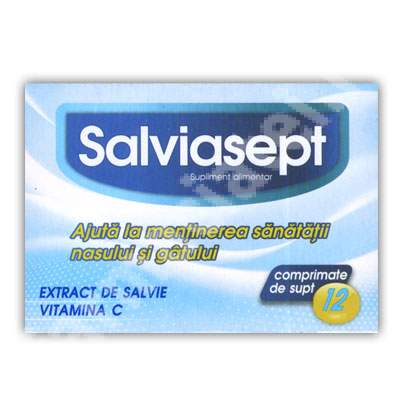 Salviasept
Supliment alimentar
Ajută la menținerea sănătății
nasului și gâtului
comprimate
de supt 12
EXTRACT DE SALVIE
VITAMINA C